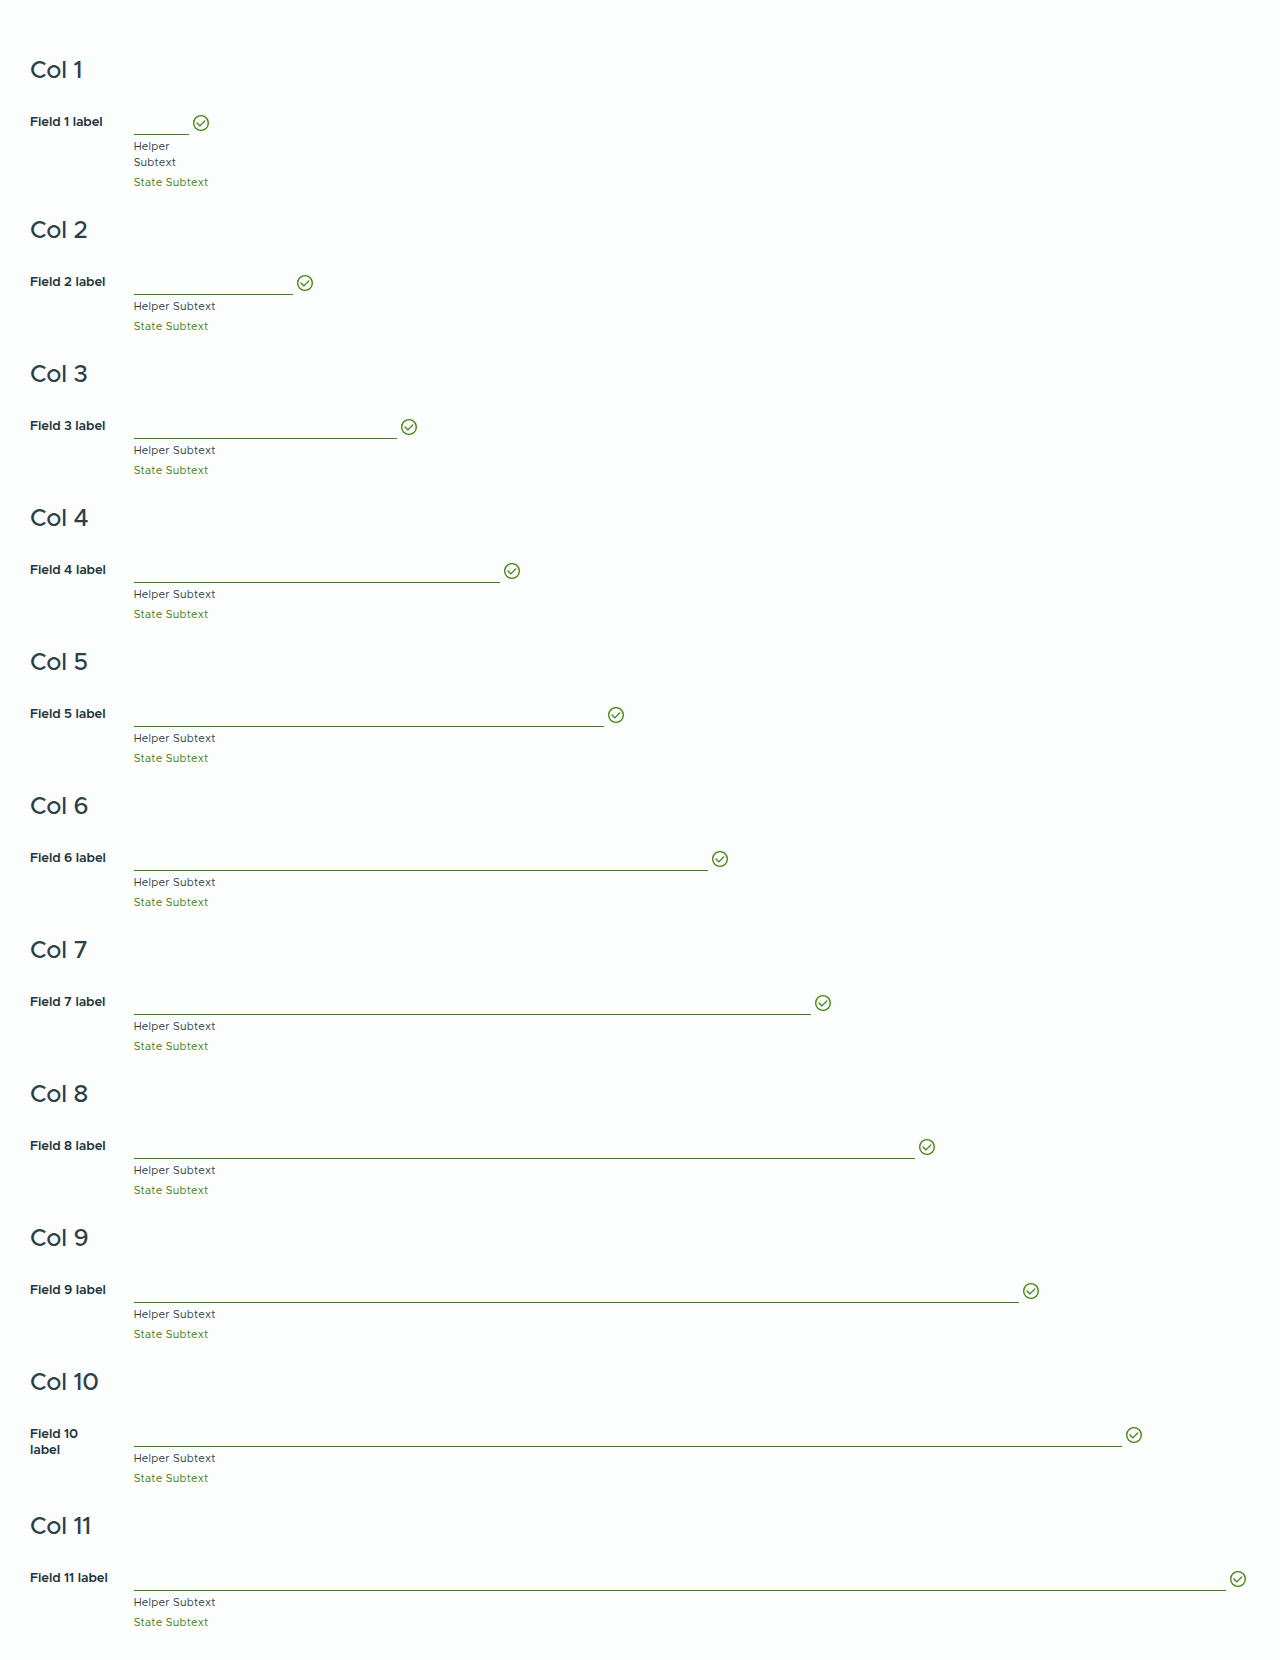 Col 1
Field 1 label
Helper
Subtext
State Subtext
Col 2
Field 2 label
Helper Subtext
State Subtext
Col 3
Field 3 label
Helper Subtext
State Subtext
Col 4
Field 4 label
Helper Subtext
State Subtext
Col 5
Field 5 label
Helper Subtext
State Subtext
Col 6
Field 6 label
Helper Subtext
State Subtext
Col 7
Field 7 label
Helper Subtext
State Subtext
Col 8
Field 8 label
Helper Subtext
State Subtext
Col 9
Field 9 label
Helper Subtext
State Subtext
Col 10
Field 10
label
Helper Subtext
State Subtext
Col 11
Field 11 label
Helper Subtext
State Subtext